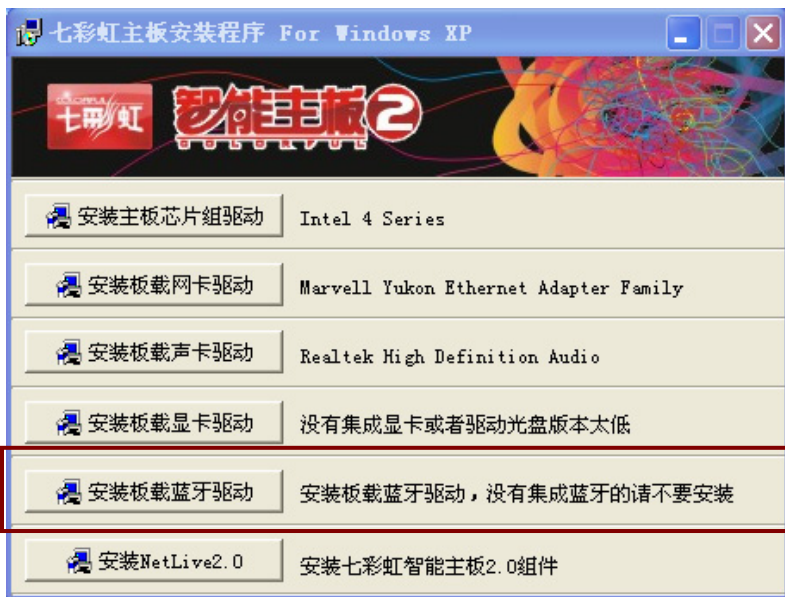 七彩虹主板安装程序 For Windows XP
COLORFUL
七彩虹 智能主板2
COLORFUL
安装主板芯片组驱动 Intel 4 Series
安装板载网卡驱动 Marvell Yukon Ethernet Adapter Family
安装板载声卡驱动 Realtek High Definition Audio
安装板载显卡驱动 没有集成显卡或者驱动光盘版本太低
安装板载蓝牙驱动 安装板载蓝牙驱动，没有集成蓝牙的请不要安装
安装NetLive2.0 安装七彩虹智能主板2.0组件